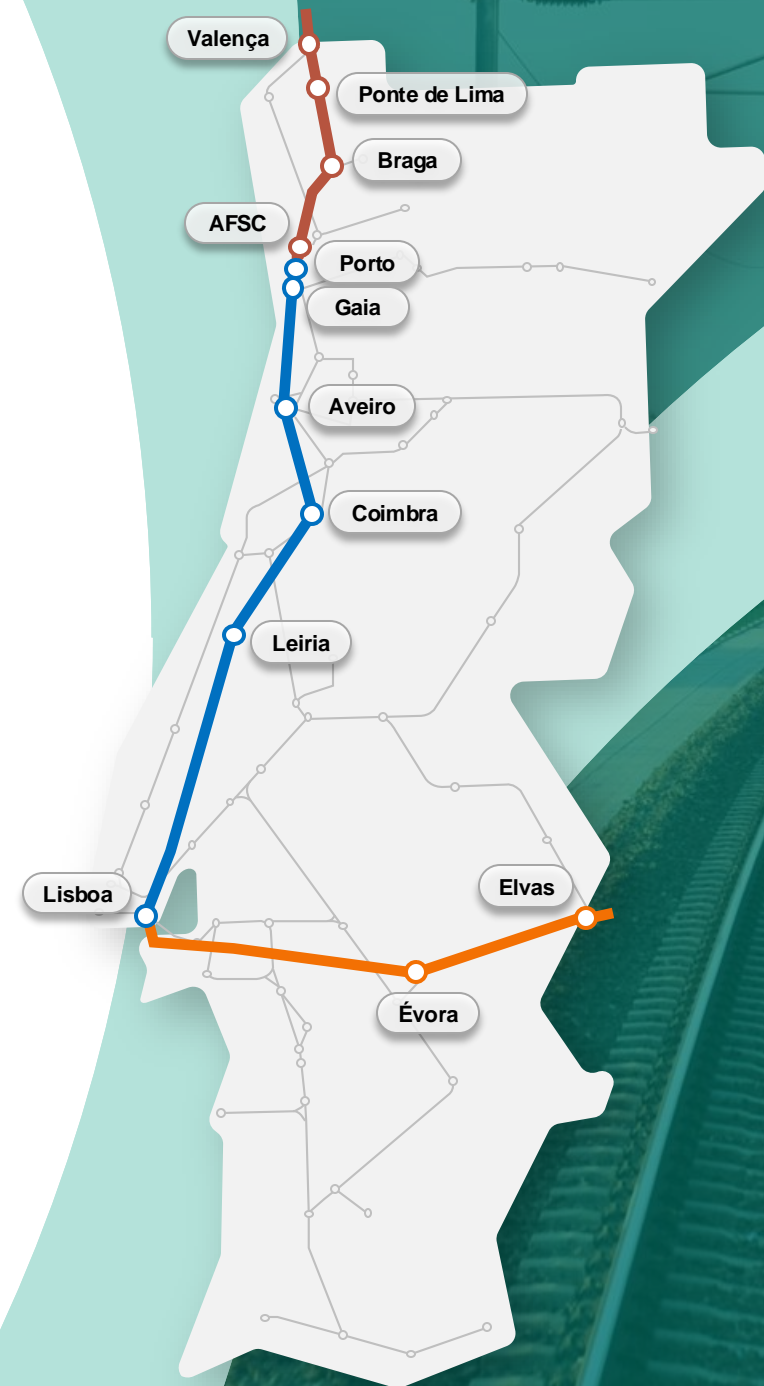 Valença
Ponte de Lima
Braga
AFSC
Porto
Gaia
Aveiro
Coimbra
Leiria
Lisboa
Elvas
Évora